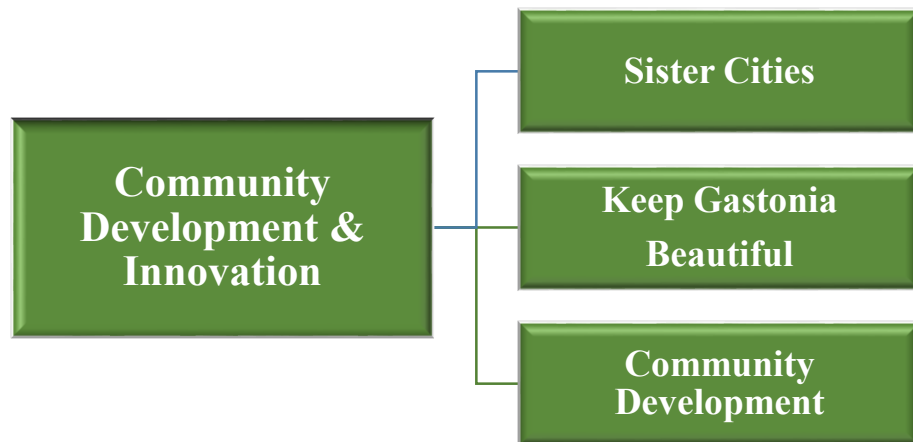 Community
Development &
Innovation
Sister Cities
Keep Gastonia
Beautiful
Community
Development